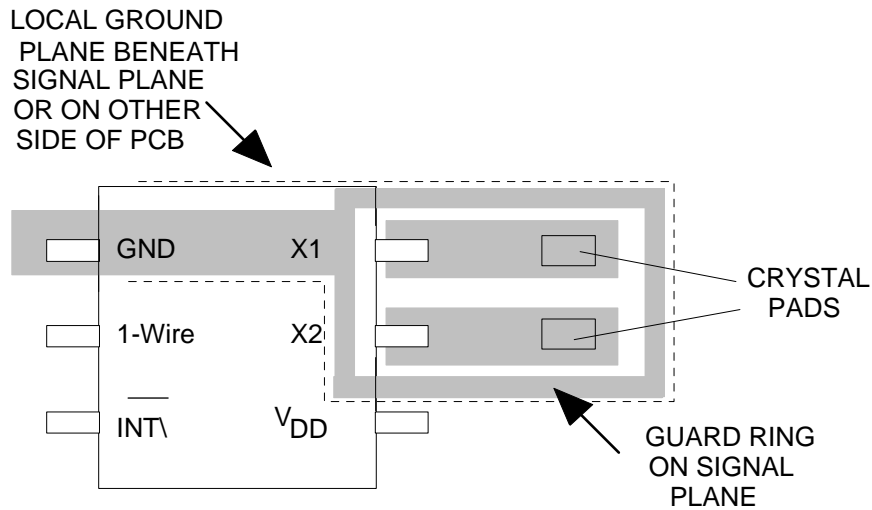 LOCAL GROUND
PLANE BENEATH
SIGNAL PLANE
OR ON OTHER
SIDE OF PCB
GND
X1
1-Wire
X2
INT\
VDD
CRYSTAL
PADS
GUARD RING
ON SIGNAL
PLANE